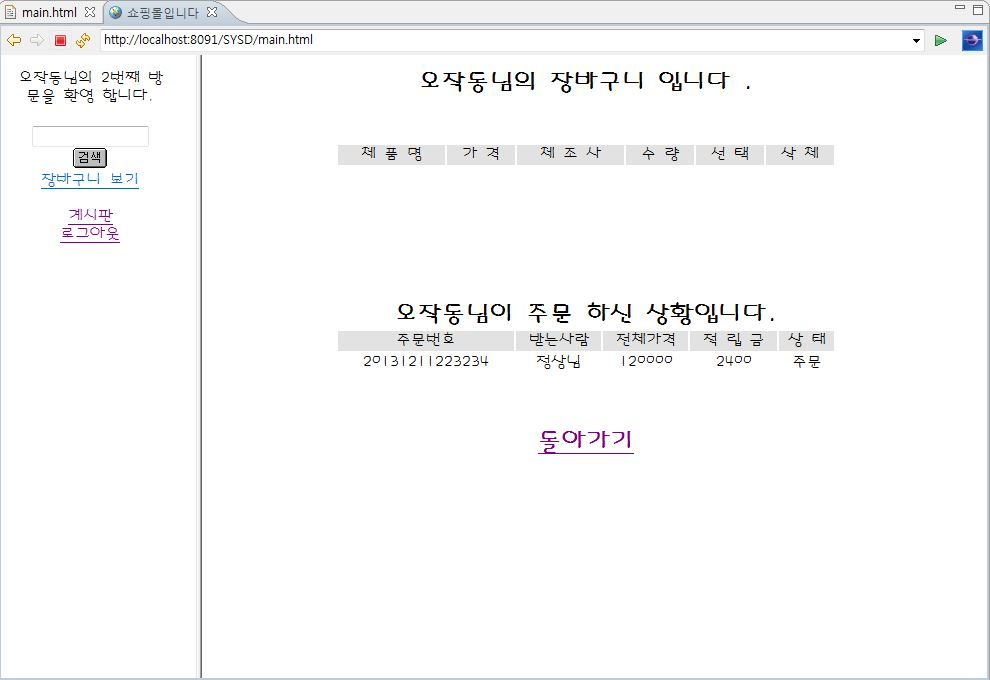 main.html
쇼핑몰입니다
http://localhost:8091/SYSD/main.html
오작동님의 2번째 방
문을 환영 합니다.
검색
장바구니 보기
게시판
로그아웃
오작동님의 장바구니 입니다 .
제 품 명 가 격 제 조 사 수 량 선 택 삭 제
오작동님이 주문 하신 상황입니다.
주문번호 받는사람 전체가격 적 립 금 상 태
20131211223234 정상님 120000 2400 주문
돌아가기